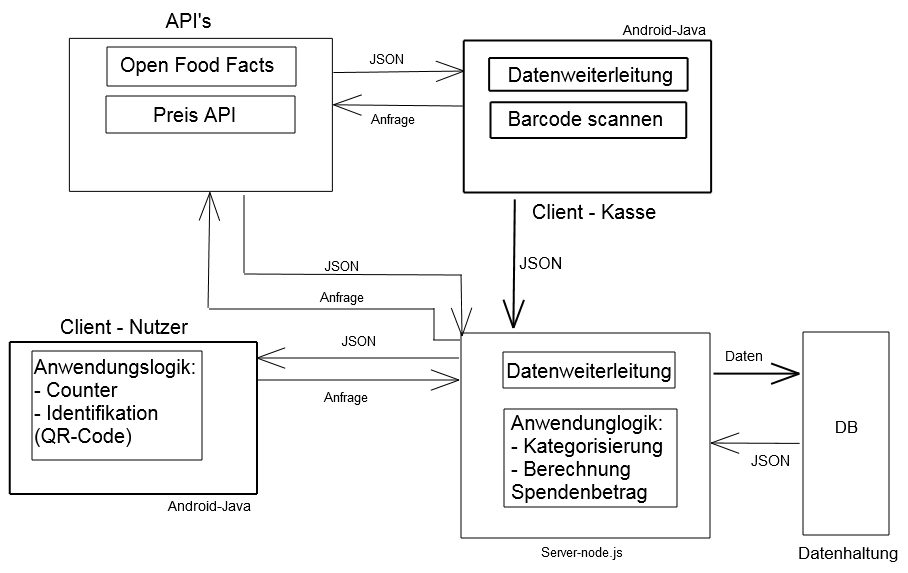 API's
Open Food Facts
Preis API
JSON
Anfrage
Android-Java
Datenweiterleitung
Barcode scannen
Client - Kasse
JSON
JSON
Anfrage
Client - Nutzer
Anwendungslogik:
- Counter
- Identifikation
(QR-Code)
Android-Java
JSON
Anfrage
Datenweiterleitung
Anwendunglogik:
- Kategorisierung
- Berechnung
Spendenbetrag
Server-node.js
Daten
JSON
DB
Datenhaltung